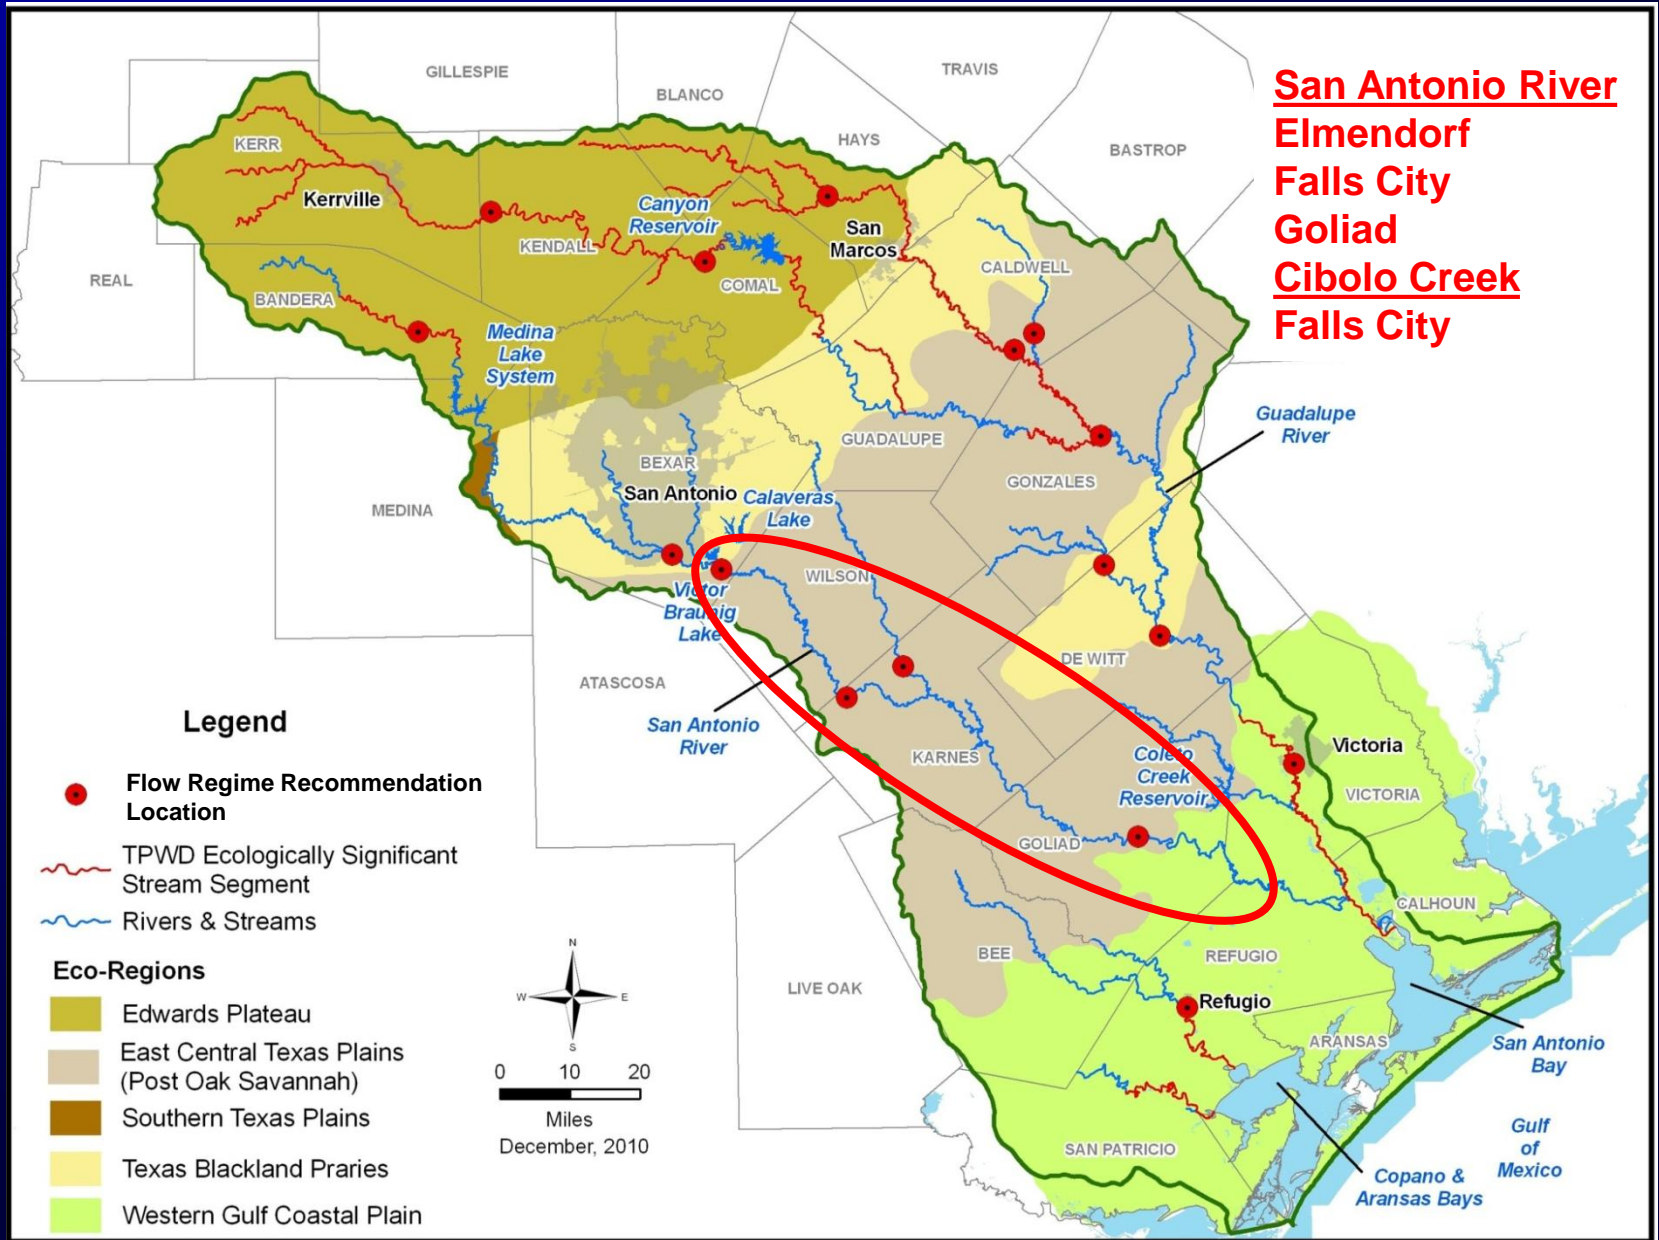 San Antonio River
Elmendorf
Falls City
Goliad
Cibolo Creek
Falls City
GILLESPIE
TRAVIS
BLANCO
HAYS
BASTROP
KERR
Kerrville
Canyon
Reservoir
San
Marcos
KENDALL
CALDWELL
REAL
BANDERA
COMAL
Medina
Lake
System
Guadalupe
River
GUADALUPE
BEXAR
GONZALES
San Antonio
Calaveras
Lake
MEDINA
WILSON
Victor
Braunig
Lake
DE WITT
ATASCOSA
San Antonio
River
KARNES
Coleto
Creek
Reservoir
Victoria
VICTORIA
GOLIAD
CALHOUN
BEE
REFUGIO
LIVE OAK
Refugio
ARANSAS
San Antonio
Bay
SAN PATRICIO
Gulf
of
Mexico
Copano &
Aransas Bays
Legend
Flow Regime Recommendation
Location
TPWD Ecologically Significant
Stream Segment
Rivers & Streams
Eco-Regions
Edwards Plateau
East Central Texas Plains
(Post Oak Savannah)
Southern Texas Plains
Texas Blackland Praries
Western Gulf Coastal Plain
N
W E
S
0 10 20
Miles
December, 2010